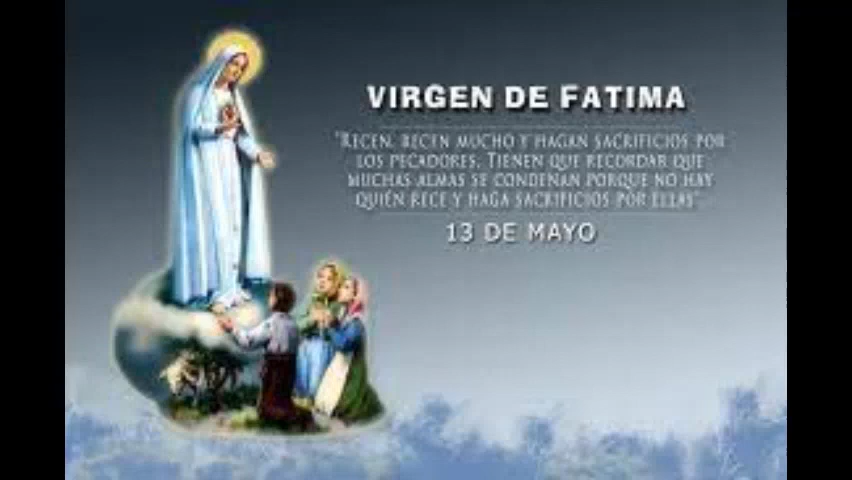 VIRGEN DE FATIMA
"RECEN, RECEN MUCHO Y HAGAN SACRIFICIOS POR
LOS PECADORES. TIENEN QUE RECORDAR QUE
MUCHAS ALMAS SE CONDENAN PORQUE NO HAY
QUIÉN RECE Y HAGA SACRIFICIOS POR ELLAS"
13 DE MAYO